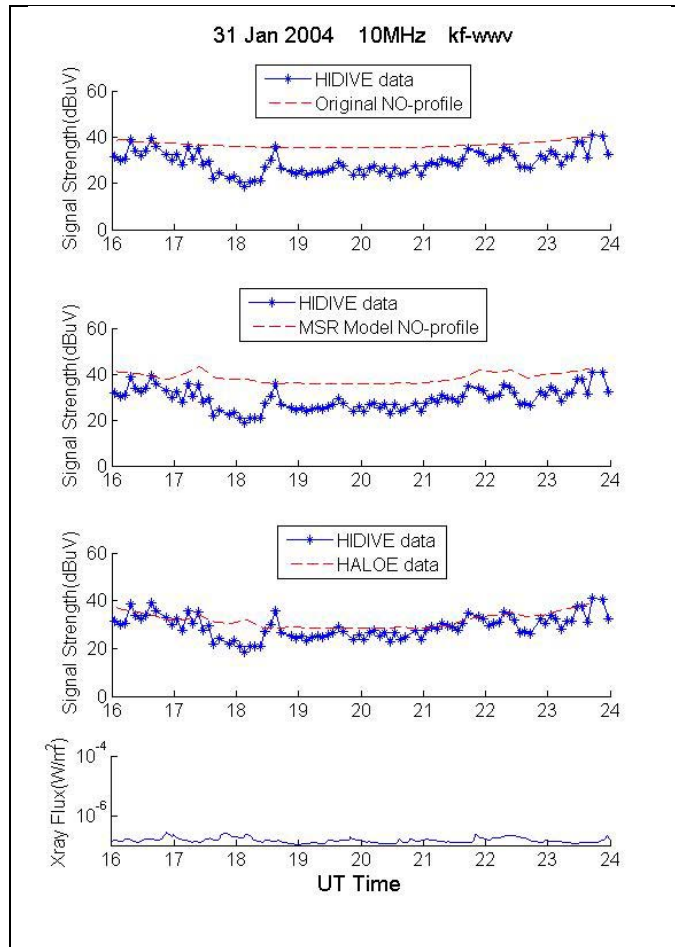 31 Jan 2004 10MHz kf-wwv
HIDIVE data
Original NO-profile
Signal Strength(dBuV)
60
40
20
0
16 17 18 19 20 21 22 23 24
HIDIVE data
MSR Model NO-profile
Signal Strength(dBuV)
60
40
20
0
16 17 18 19 20 21 22 23 24
HIDIVE data
HALOE data
Signal Strength(dBuV)
60
40
20
0
16 17 18 19 20 21 22 23 24
Xray Flux(W/m²)
10⁻⁴
10⁻⁶
16 17 18 19 20 21 22 23 24
UT Time